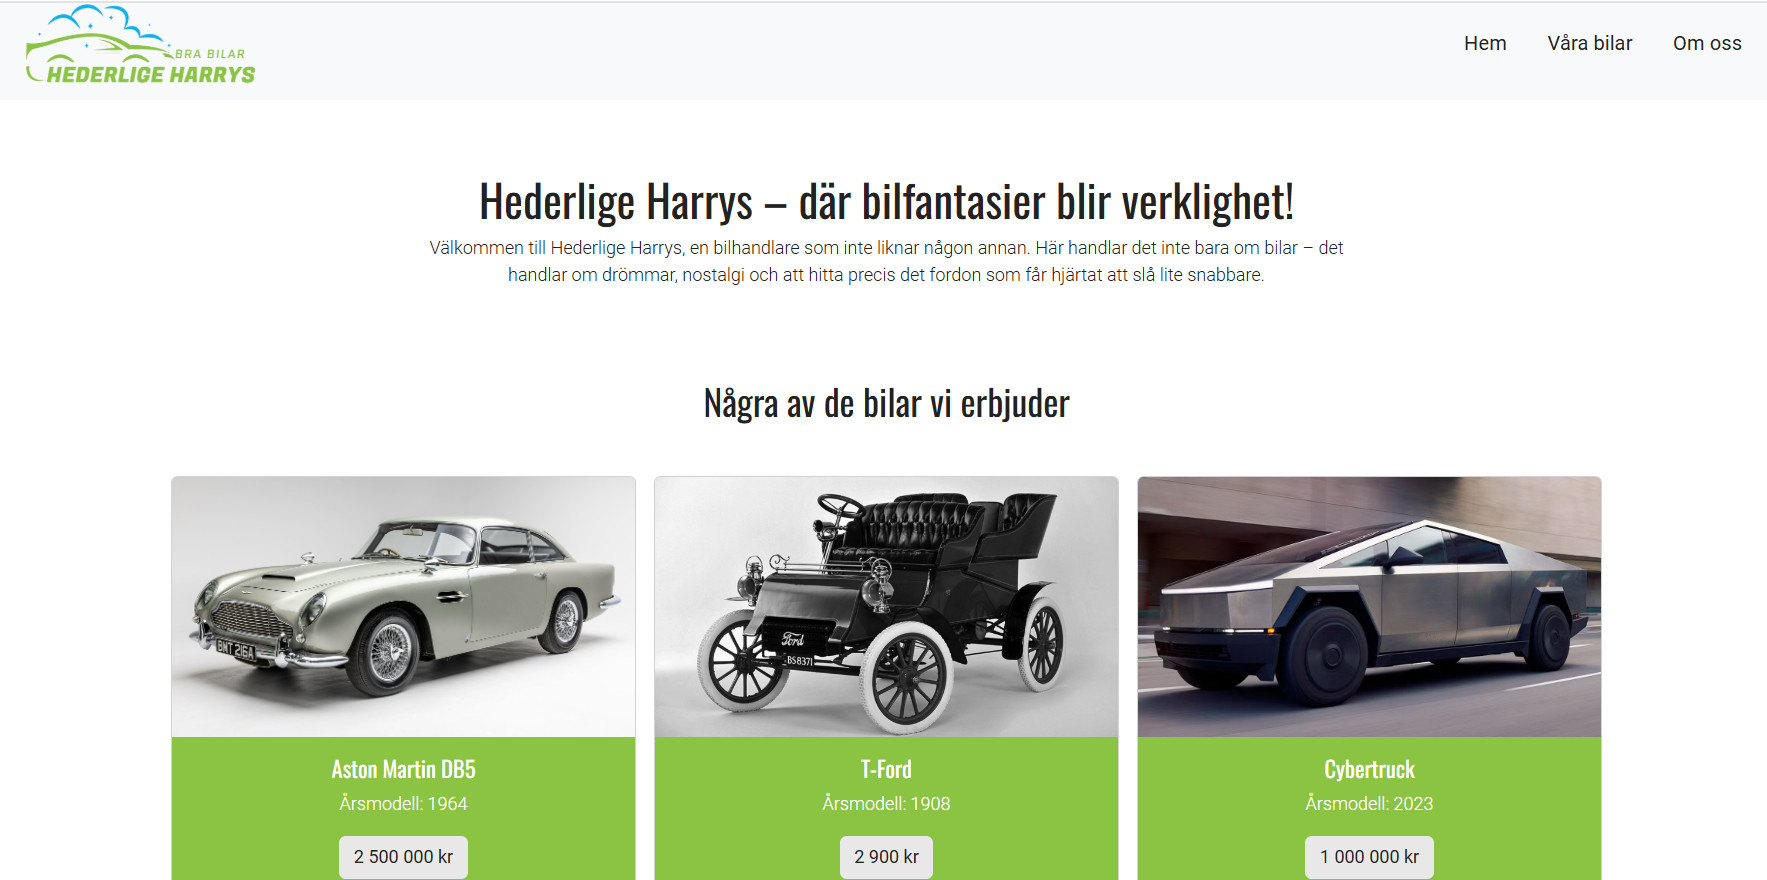 BRA BILAR
HEDERLIGE HARRYS
Hem
Våra bilar
Om oss
Hederlige Harrys – där bilfantasier blir verklighet!
Välkommen till Hederlige Harrys, en bilhandlare som inte liknar någon annan. Här handlar det inte bara om bilar – det
handlar om drömmar, nostalgi och att hitta precis det fordon som får hjärtat att slå lite snabbare.
Några av de bilar vi erbjuder
BMT 216A
Ford
BS8371
Aston Martin DB5
Årsmodell: 1964
2 500 000 kr
T-Ford
Årsmodell: 1908
2 900 kr
Cybertruck
Årsmodell: 2023
1 000 000 kr